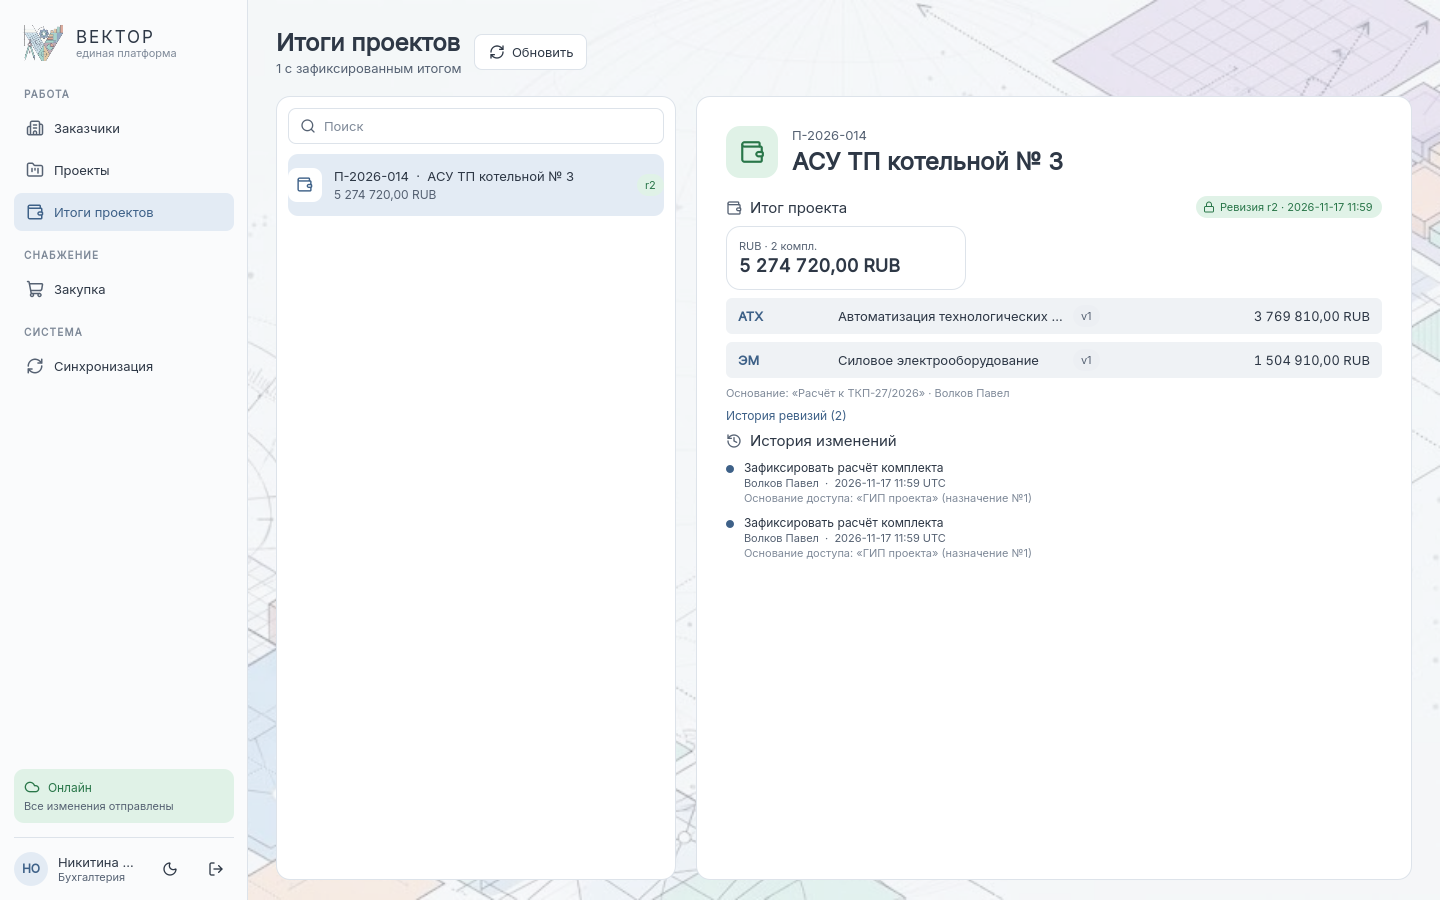 ВЕКТОР
единая платформа
РАБОТА
Заказчики
Проекты
Итоги проектов
СНАБЖЕНИЕ
Закупка
СИСТЕМА
Синхронизация
Онлайн
Все изменения отправлены
НО
Никитина ...
Бухгалтерия
Итоги проектов
1 с зафиксированным итогом
Обновить
Поиск
П-2026-014 · АСУ ТП котельной № 3
5 274 720,00 RUB
r2
П-2026-014
АСУ ТП котельной № 3
Итог проекта
Ревизия r2 · 2026-11-17 11:59
RUB · 2 компл.
5 274 720,00 RUB
АТХ Автоматизация технологических ... v1 3 769 810,00 RUB
ЭМ Силовое электрооборудование v1 1 504 910,00 RUB
Основание: «Расчёт к ТКП-27/2026» · Волков Павел
История ревизий (2)
История изменений
Зафиксировать расчёт комплекта
Волков Павел · 2026-11-17 11:59 UTC
Основание доступа: «ГИП проекта» (назначение №1)
Зафиксировать расчёт комплекта
Волков Павел · 2026-11-17 11:59 UTC
Основание доступа: «ГИП проекта» (назначение №1)